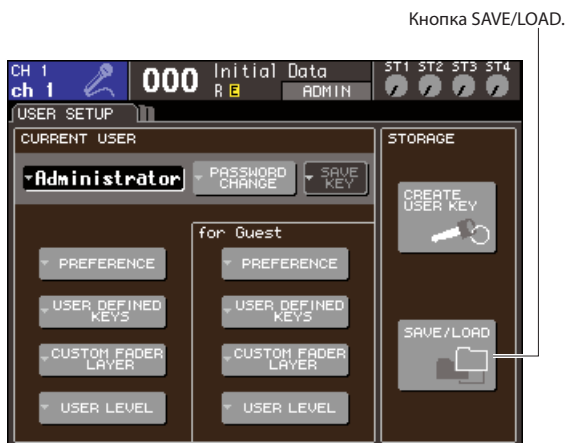 Кнопка SAVE/LOAD.
CH 1
ch 1
000
Initial Data
R E ADMIN
ST1 ST2 ST3 ST4
USER SETUP
CURRENT USER
Administrator
PASSWORD
CHANGE
SAVE
KEY
PREFERENCE
USER DEFINED
KEYS
CUSTOM FADER
LAYER
USER LEVEL
for Guest
PREFERENCE
USER DEFINED
KEYS
CUSTOM FADER
LAYER
USER LEVEL
STORAGE
CREATE
USER KEY
SAVE/LOAD